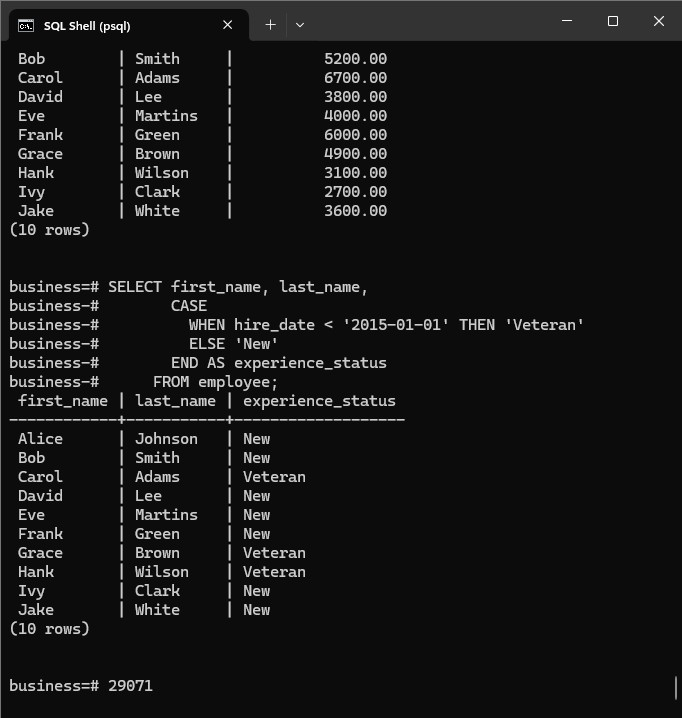 SQL Shell (psql)
 Bob        | Smith     |          5200.00
 Carol      | Adams     |          6700.00
 David      | Lee       |          3800.00
 Eve        | Martins   |          4000.00
 Frank      | Green     |          6000.00
 Grace      | Brown     |          4900.00
 Hank       | Wilson    |          3100.00
 Ivy        | Clark     |          2700.00
 Jake       | White     |          3600.00
(10 rows)
business=# SELECT first_name, last_name,
business-#        CASE
business-#          WHEN hire_date < '2015-01-01' THEN 'Veteran'
business-#          ELSE 'New'
business-#        END AS experience_status
business-#      FROM employee;
 first_name | last_name | experience_status
------------+-----------+-------------------
 Alice      | Johnson   | New
 Bob        | Smith     | New
 Carol      | Adams     | Veteran
 David      | Lee       | New
 Eve        | Martins   | New
 Frank      | Green     | New
 Grace      | Brown     | Veteran
 Hank       | Wilson    | Veteran
 Ivy        | Clark     | New
 Jake       | White     | New
(10 rows)
business=# 29071